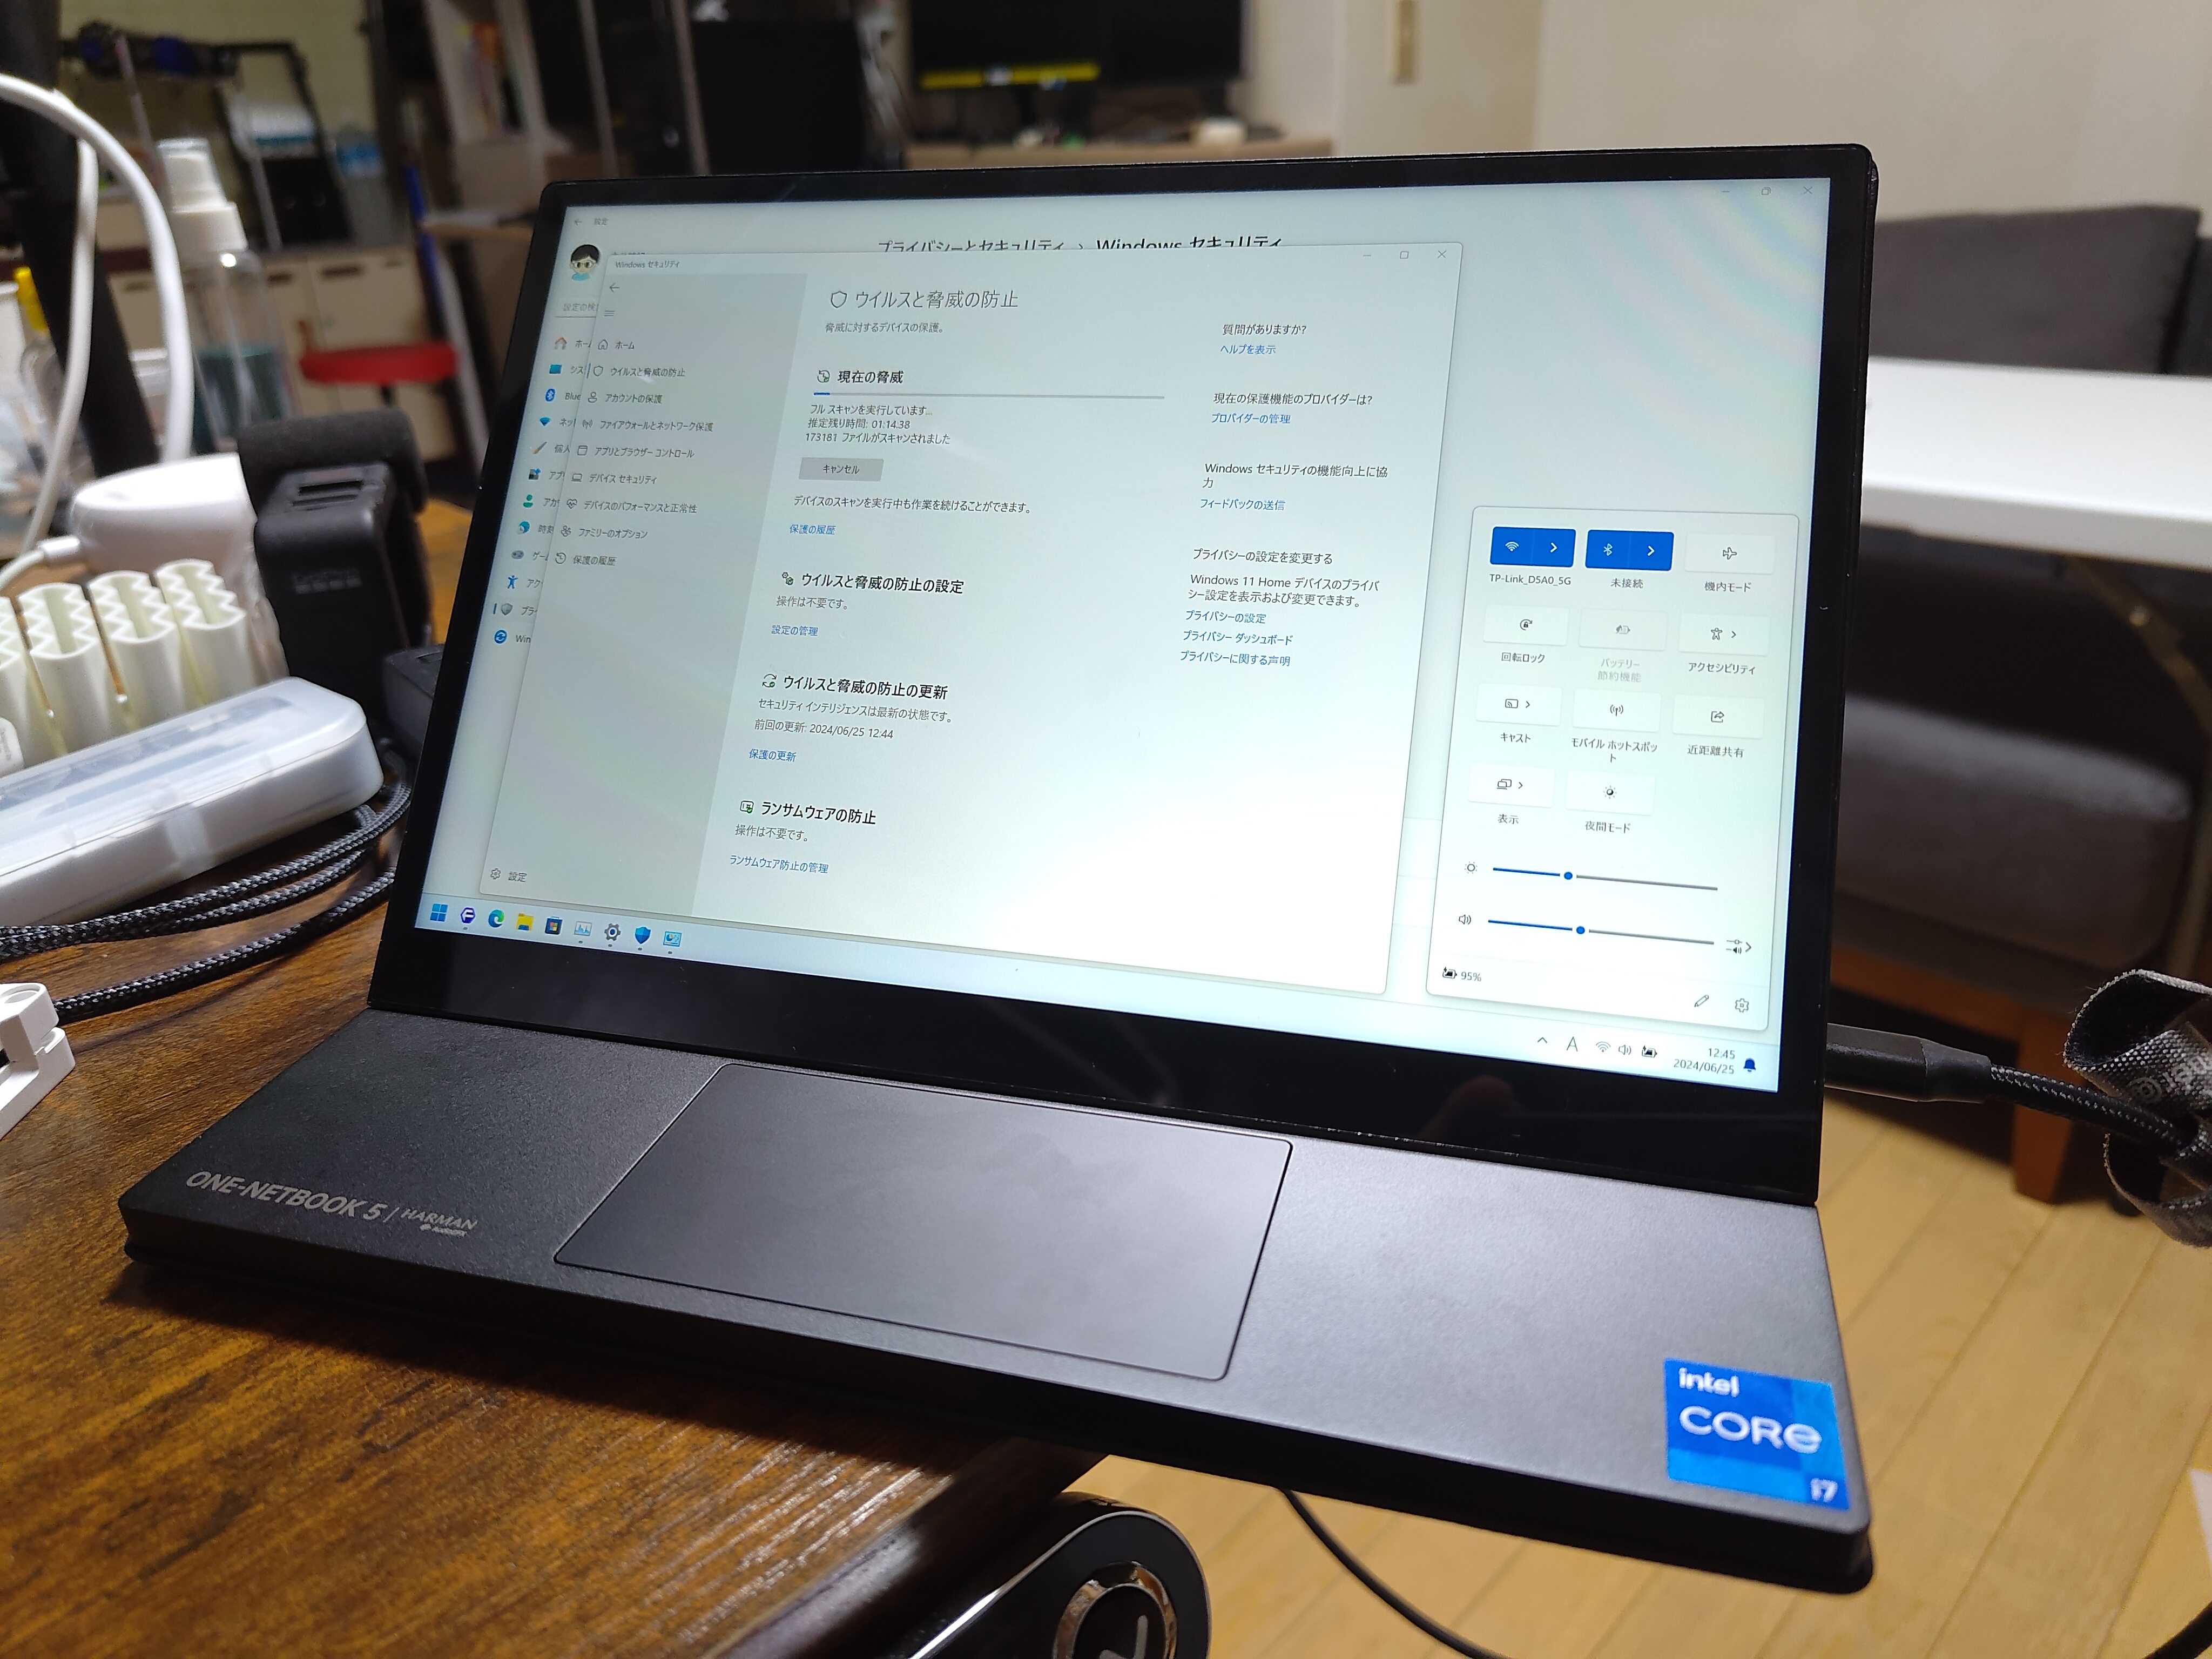 設定
プライバシーとセキュリティ › Windows セキュリティ
Windows セキュリティ
ホーム
ウイルスと脅威の防止
アカウントの保護
ファイアウォールとネットワーク保護
アプリとブラウザー コントロール
デバイス セキュリティ
デバイスのパフォーマンスと正常性
ファミリーのオプション
保護の履歴
設定
ウイルスと脅威の防止
脅威に対するデバイスの保護。
現在の脅威
フル スキャンを実行しています...
推定残り時間: 01:14:38
173181 ファイルがスキャンされました
キャンセル
デバイスのスキャンを実行中も作業を続けることができます。
保護の履歴
ウイルスと脅威の防止の設定
操作は不要です。
設定の管理
ウイルスと脅威の防止の更新
セキュリティ インテリジェンスは最新の状態です。
前回の更新: 2024/06/25 12:44
保護の更新
ランサムウェアの防止
操作は不要です。
ランサムウェア防止の管理
質問がありますか?
ヘルプを表示
現在の保護機能のプロバイダーは?
プロバイダーの管理
Windows セキュリティの機能向上に協
力
フィードバックの送信
プライバシーの設定を変更する
Windows 11 Home デバイスのプライバ
シー設定を表示および変更できます。
プライバシーの設定
プライバシー ダッシュボード
プライバシーに関する声明
TP-Link_D5A0_5G
未接続
機内モード
回転ロック
バッテリー
節約機能
アクセシビリティ
キャスト
モバイル ホットスポッ
ト
近距離共有
表示
夜間モード
95%
A
12:45
2024/06/25
ONE-NETBOOK 5 / HARMAN
AudioEFX
intel
CORE
i7